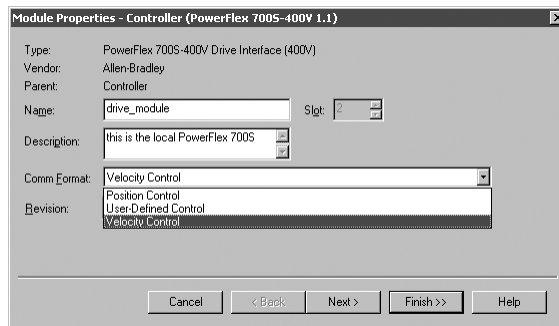 Module Properties - Controller (PowerFlex 700S-400V 1.1)
Type: PowerFlex 700S-400V Drive Interface (400V)
Vendor: Allen-Bradley
Parent: Controller
Name: drive_module Slot: 2
Description: this is the local PowerFlex 700S
Comm Format: Velocity Control
Position Control
Revision: User-Defined Control
Velocity Control
Cancel < Back Next > Finish >> Help